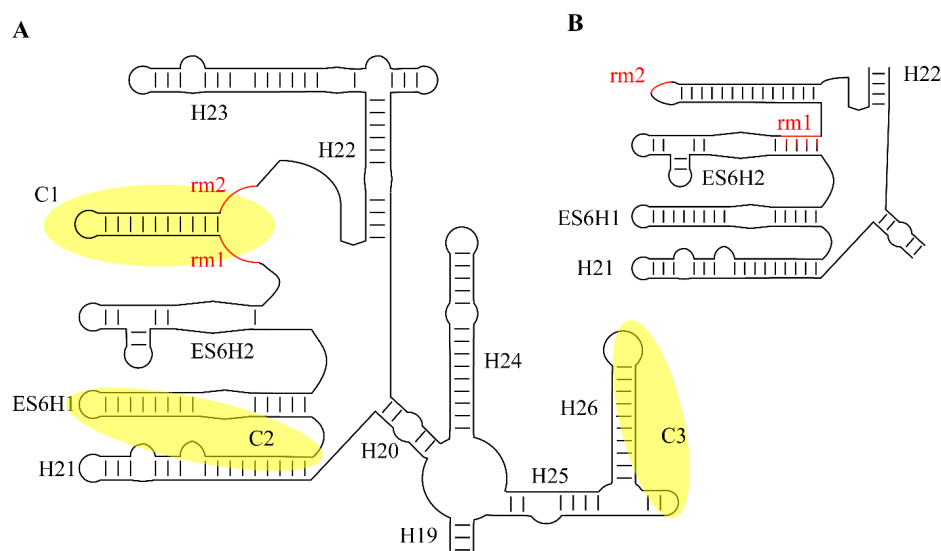 A
H23
H22
C1
rm2
rm1
ES6H2
ES6H1
C2
H21
H20
H24
H19
H25
H26
C3
B
rm2
H22
rm1
ES6H2
ES6H1
H21